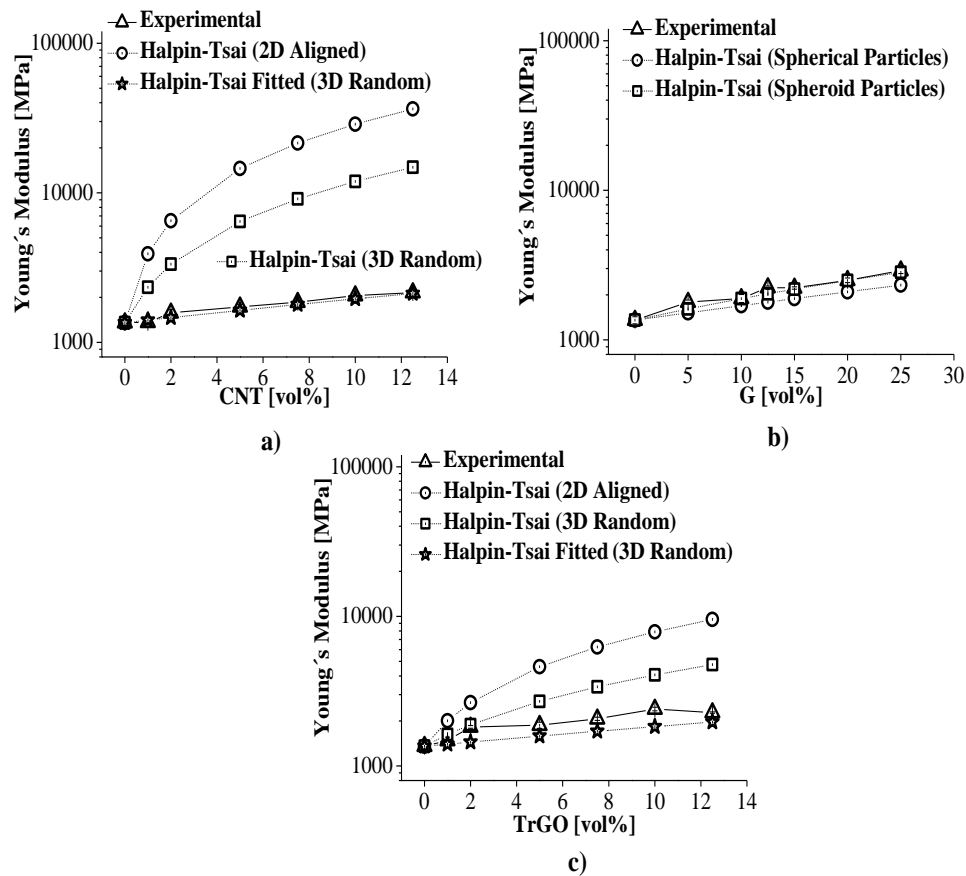 Experimental
Halpin-Tsai (2D Aligned)
Halpin-Tsai Fitted (3D Random)
100000
10000
1000
Young´s Modulus [MPa]
Halpin-Tsai (3D Random)
0 2 4 6 8 10 12 14
CNT [vol%]
a)
Experimental
Halpin-Tsai (Spherical Particles)
Halpin-Tsai (Spheroid Particles)
100000
10000
1000
Young´s Modulus [MPa]
0 5 10 15 20 25 30
G [vol%]
b)
Experimental
Halpin-Tsai (2D Aligned)
Halpin-Tsai (3D Random)
Halpin-Tsai Fitted (3D Random)
100000
10000
1000
Young´s Modulus [MPa]
0 2 4 6 8 10 12 14
TrGO [vol%]
c)